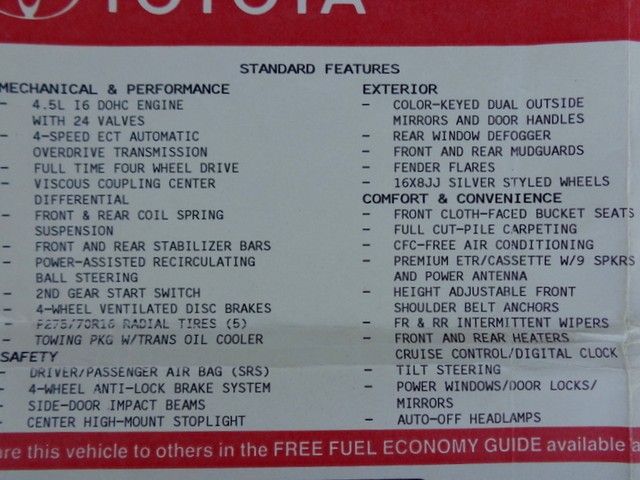 TOYOTA
STANDARD FEATURES
MECHANICAL & PERFORMANCE
- 4.5L I6 DOHC ENGINE
WITH 24 VALVES
- 4-SPEED ECT AUTOMATIC
OVERDRIVE TRANSMISSION
- FULL TIME FOUR WHEEL DRIVE
- VISCOUS COUPLING CENTER
DIFFERENTIAL
- FRONT & REAR COIL SPRING
SUSPENSION
- FRONT AND REAR STABILIZER BARS
- POWER-ASSISTED RECIRCULATING
BALL STEERING
- 2ND GEAR START SWITCH
- 4-WHEEL VENTILATED DISC BRAKES
- P275/70R16 RADIAL TIRES (5)
- TOWING PKG W/TRANS OIL COOLER
SAFETY
- DRIVER/PASSENGER AIR BAG (SRS)
- 4-WHEEL ANTI-LOCK BRAKE SYSTEM
- SIDE-DOOR IMPACT BEAMS
- CENTER HIGH-MOUNT STOPLIGHT
EXTERIOR
- COLOR-KEYED DUAL OUTSIDE
MIRRORS AND DOOR HANDLES
- REAR WINDOW DEFOGGER
- FRONT AND REAR MUDGUARDS
- FENDER FLARES
- 16X8JJ SILVER STYLED WHEELS
COMFORT & CONVENIENCE
- FRONT CLOTH-FACED BUCKET SEATS
- FULL CUT-PILE CARPETING
- CFC-FREE AIR CONDITIONING
- PREMIUM ETR/CASSETTE W/9 SPKRS
AND POWER ANTENNA
- HEIGHT ADJUSTABLE FRONT
SHOULDER BELT ANCHORS
- FR & RR INTERMITTENT WIPERS
- FRONT AND REAR HEATERS
CRUISE CONTROL/DIGITAL CLOCK
- TILT STEERING
- POWER WINDOWS/DOOR LOCKS/
MIRRORS
- AUTO-OFF HEADLAMPS
are this vehicle to others in the FREE FUEL ECONOMY GUIDE available a